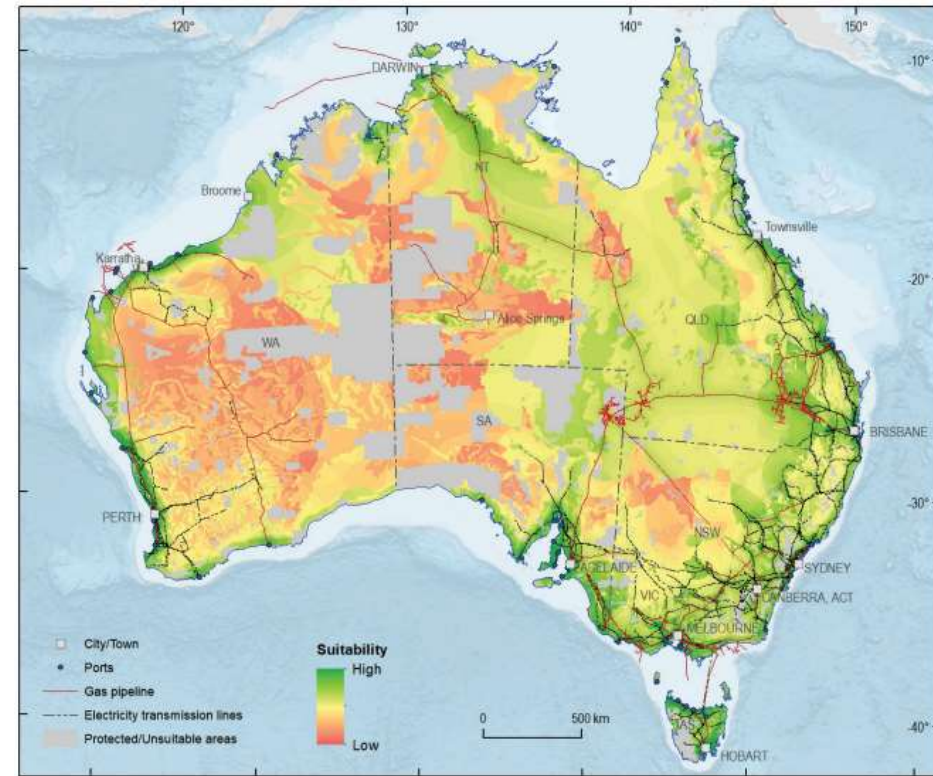 120°
130°
140°
150°
-10°
DARWIN
NT
Broome
Townsville
Karratha
-20°
Alice Springs
QLD
WA
SA
BRISBANE
PERTH
-30°
NSW
ADELAIDE
SYDNEY
VIC
CANBERRA, ACT
MELBOURNE
City/Town
Ports
Gas pipeline
Electricity transmission lines
Protected/Unsuitable areas
Suitability
High
Low
0 500 km
TAS
-40°
HOBART